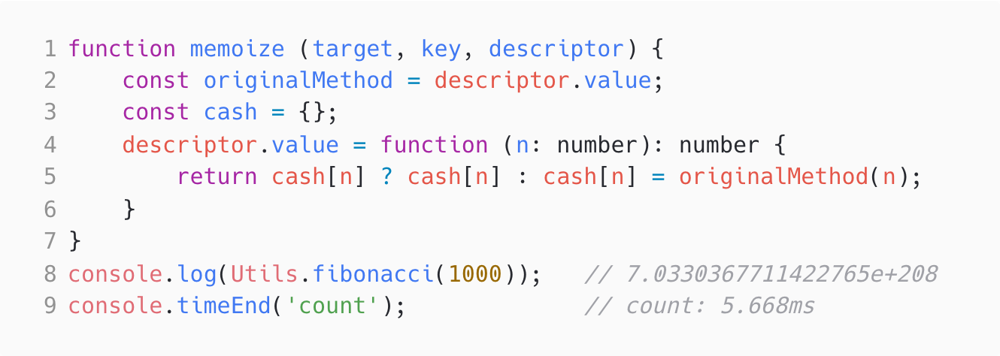 1 function memoize (target, key, descriptor) {
2     const originalMethod = descriptor.value;
3     const cash = {};
4     descriptor.value = function (n: number): number {
5         return cash[n] ? cash[n] : cash[n] = originalMethod(n);
6     }
7 }
8 console.log(Utils.fibonacci(1000));   // 7.0330367711422765e+208
9 console.timeEnd('count');             // count: 5.668ms